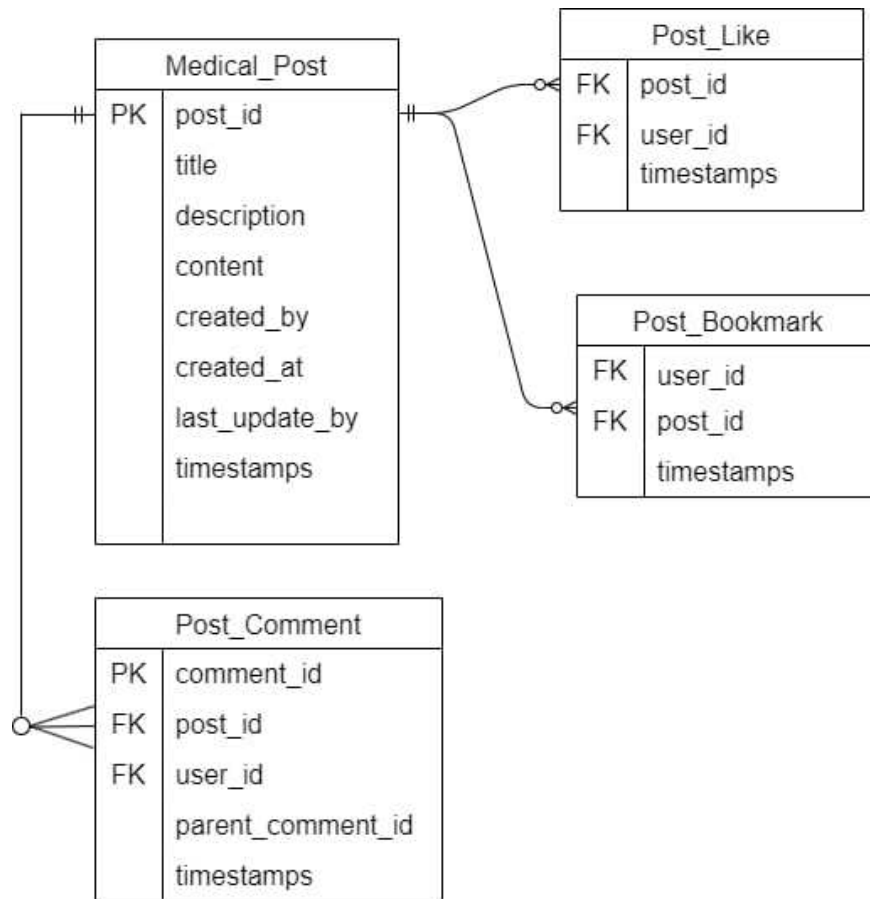 Medical_Post
PK post_id
title
description
content
created_by
created_at
last_update_by
timestamps
Post_Like
FK post_id
FK user_id
timestamps
Post_Bookmark
FK user_id
FK post_id
timestamps
Post_Comment
PK comment_id
FK post_id
FK user_id
parent_comment_id
timestamps